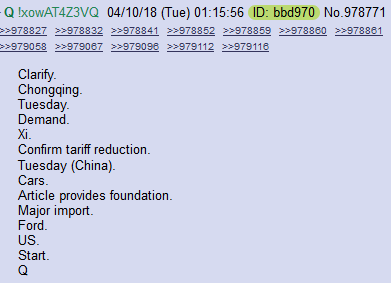 Q !xowAT4Z3VQ 04/10/18 (Tue) 01:15:56 ID: bbd970 No.978771
>>978827 >>978832 >>978841 >>978852 >>978859 >>978860 >>978861
>>979058 >>979067 >>979096 >>979112 >>979116
Clarify.
Chongqing.
Tuesday.
Demand.
Xi.
Confirm tariff reduction.
Tuesday (China).
Cars.
Article provides foundation.
Major import.
Ford.
US.
Start.
Q